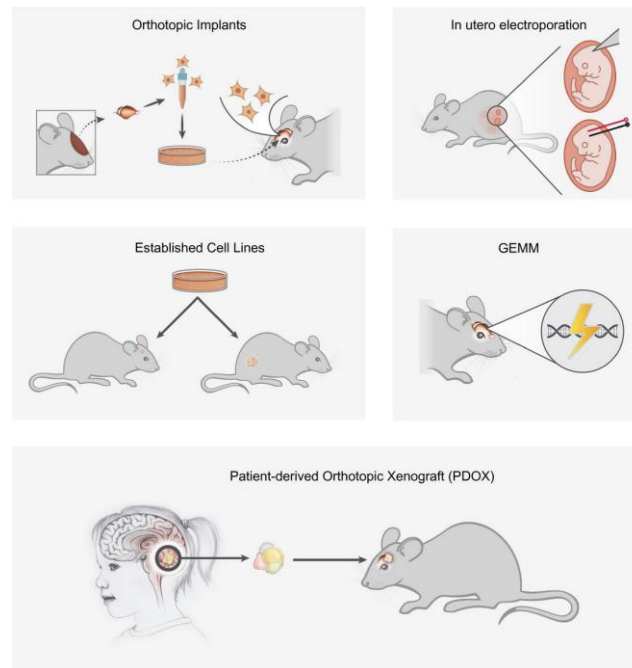 Orthotopic Implants
In utero electroporation
Established Cell Lines
GEMM
Patient-derived Orthotopic Xenograft (PDOX)